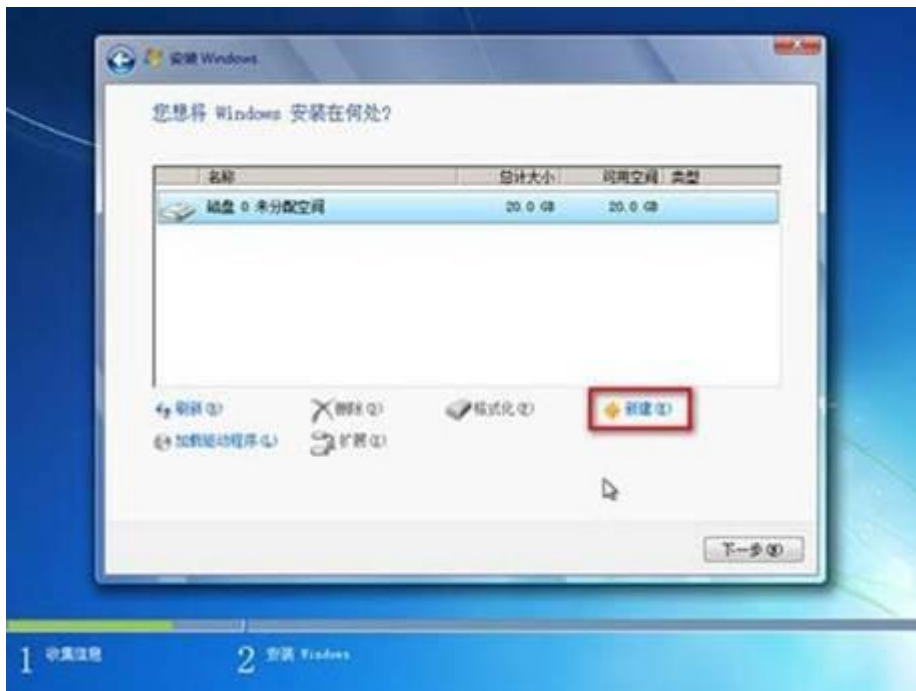 安装 Windows
您想将 Windows 安装在何处?
名称 总计大小 可用空间 类型
磁盘 0 未分配空间 20.0 GB 20.0 GB
刷新(R) 删除(D) 格式化(F) 新建(E)
加载驱动程序(L) 扩展(X)
下一步(N)
1 收集信息 2 安装 Windows